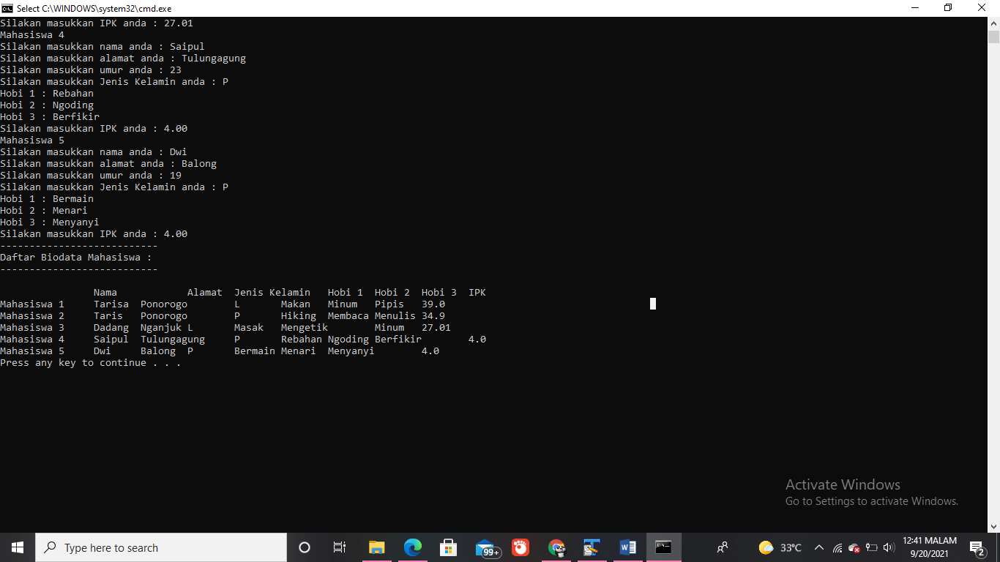 Select C:\WINDOWS\system32\cmd.exe
Silakan masukkan IPK anda : 27.01
Mahasiswa 4
Silakan masukkan nama anda : Saipul
Silakan masukkan alamat anda : Tulungagung
Silakan masukkan umur anda : 23
Silakan masukkan Jenis Kelamin anda : P
Hobi 1 : Rebahan
Hobi 2 : Ngoding
Hobi 3 : Berfikir
Silakan masukkan IPK anda : 4.00
Mahasiswa 5
Silakan masukkan nama anda : Dwi
Silakan masukkan alamat anda : Balong
Silakan masukkan umur anda : 19
Silakan masukkan Jenis Kelamin anda : P
Hobi 1 : Bermain
Hobi 2 : Menari
Hobi 3 : Menyanyi
Silakan masukkan IPK anda : 4.00
---------------------------
Daftar Biodata Mahasiswa :
---------------------------
Nama Alamat Jenis Kelamin Hobi 1 Hobi 2 Hobi 3 IPK
Mahasiswa 1 Tarisa Ponorogo L Makan Minum Pipis 39.0
Mahasiswa 2 Taris Ponorogo P Hiking Membaca Menulis 34.9
Mahasiswa 3 Dadang Nganjuk L Masak Mengetik Minum 27.01
Mahasiswa 4 Saipul Tulungagung P Rebahan Ngoding Berfikir 4.0
Mahasiswa 5 Dwi Balong P Bermain Menari Menyanyi 4.0
Press any key to continue . . .
Activate Windows
Go to Settings to activate Windows.
Type here to search
99+
33°C
12:41 MALAM
9/20/2021
2